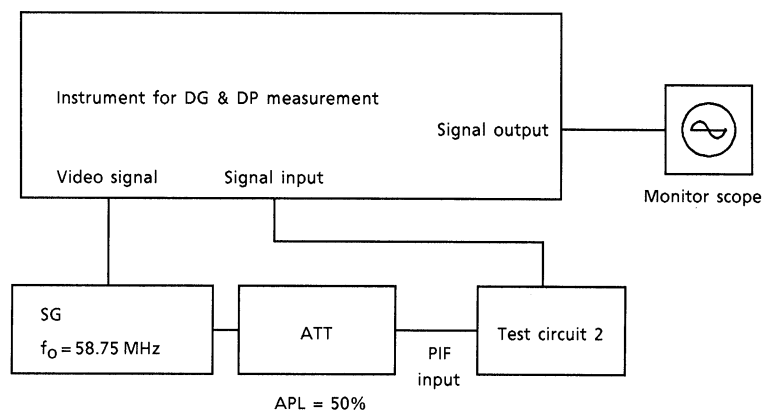 Instrument for DG & DP measurement
Signal output
Video signal
Signal input
Monitor scope
SG
fo = 58.75 MHz
ATT
PIF
input
Test circuit 2
APL = 50%